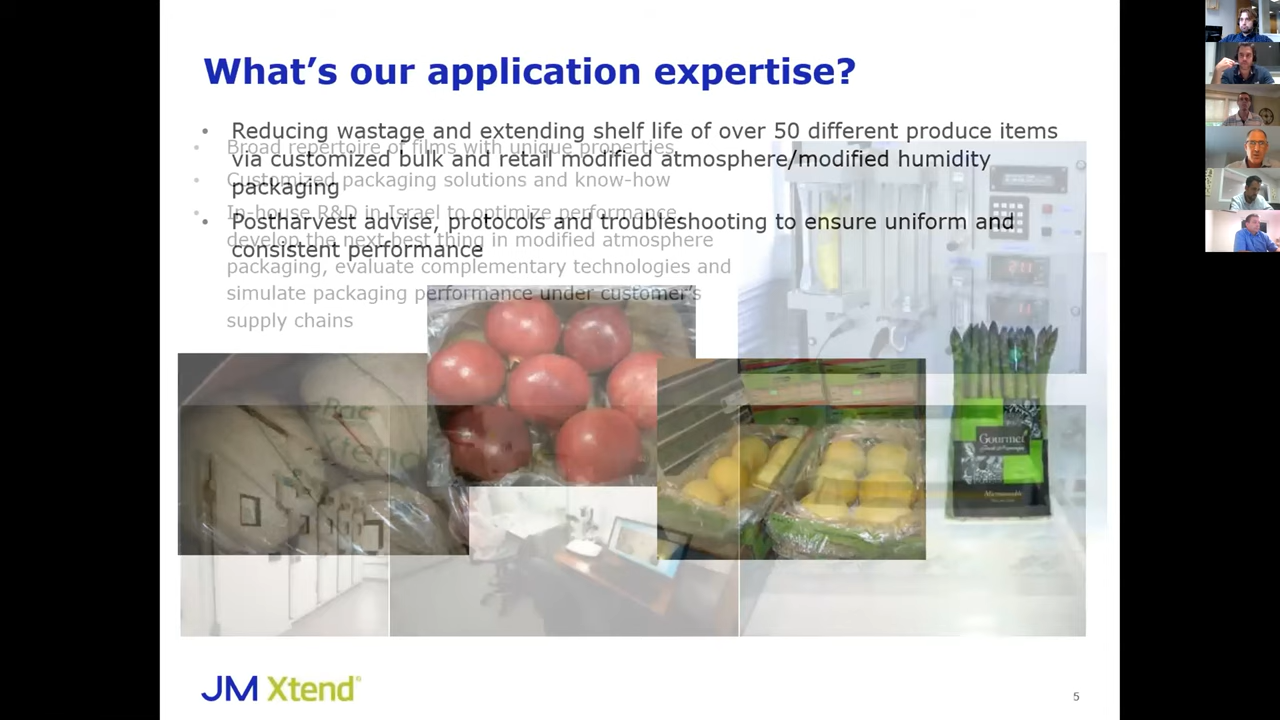 What's our application expertise?
• Reducing wastage and extending shelf life of over 50 different produce items
via customized bulk and retail modified atmosphere/modified humidity
packaging
• Postharvest advise, protocols and troubleshooting to ensure uniform and
consistent performance
• Broad repertoire of films with unique properties
• Customized packaging solutions and know-how
• In-house R&D in Israel to optimize performance,
develop the next best thing in modified atmosphere
packaging, evaluate complementary technologies and
simulate packaging performance under customer's
supply chains
Pac
Xtend
Gourmet
JM Xtend®
5